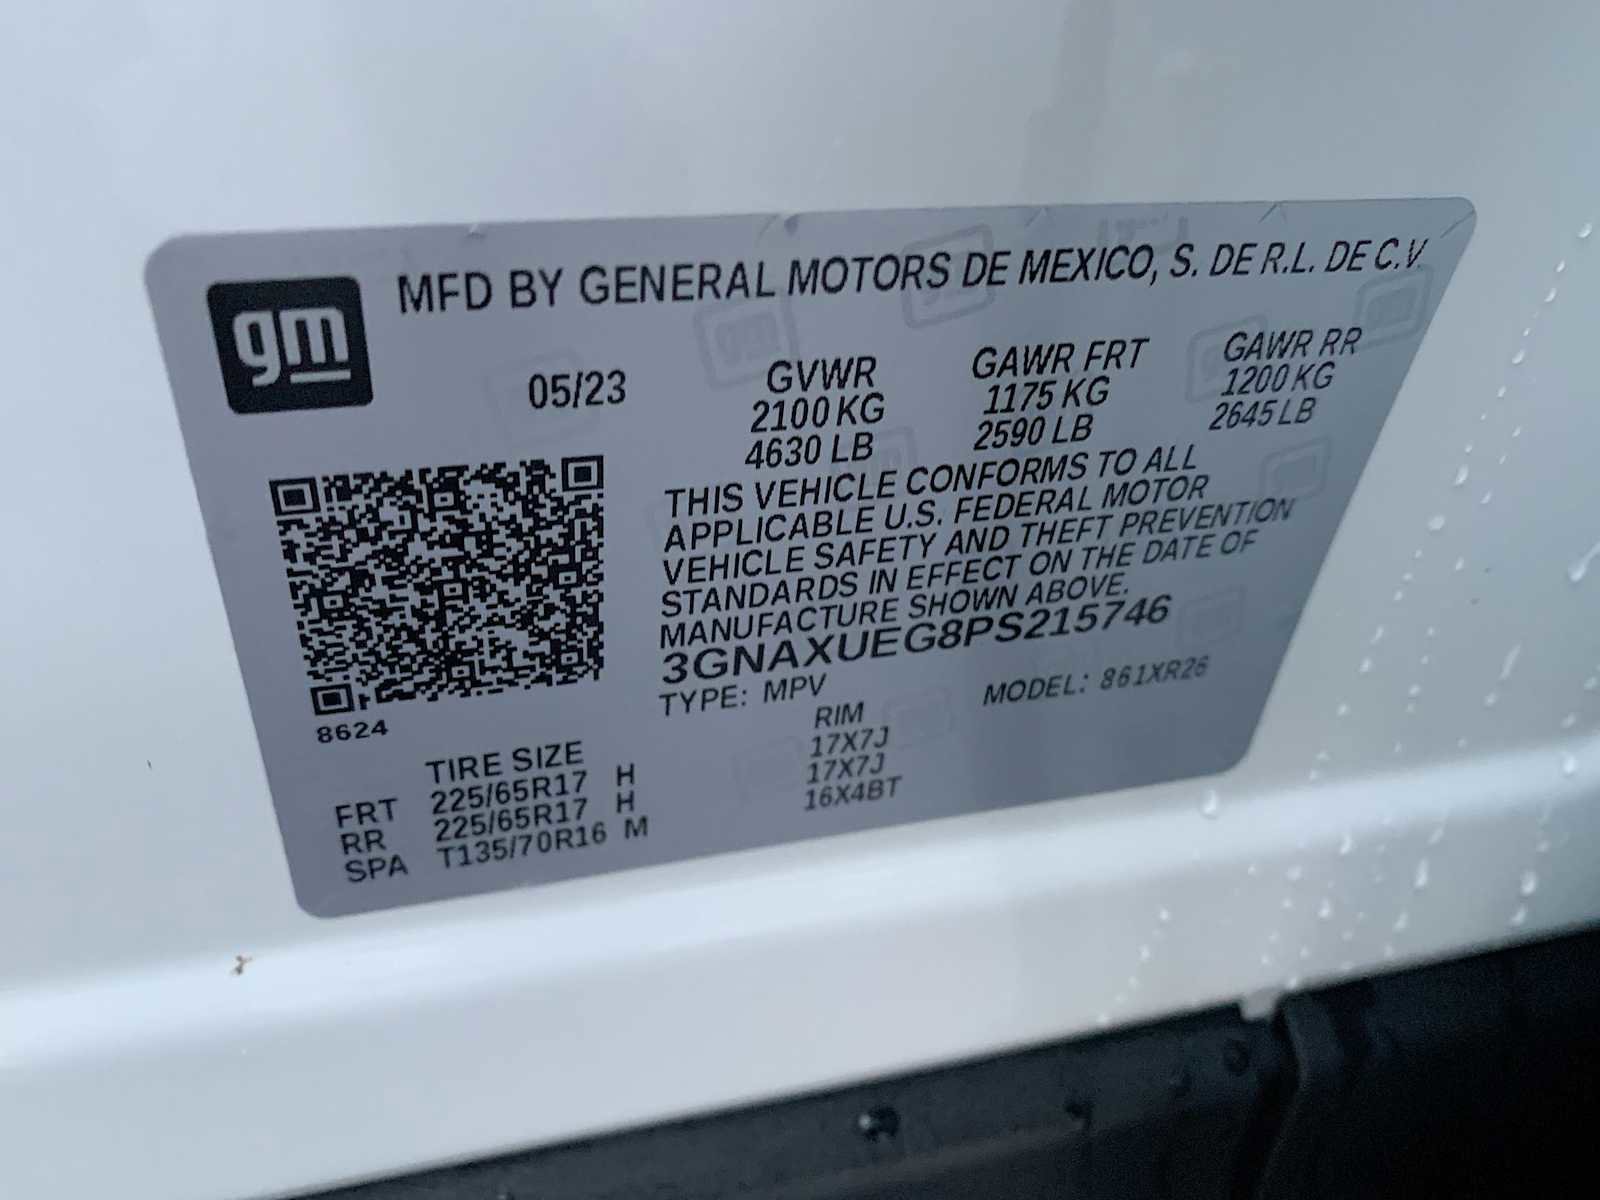 gm
MFD BY GENERAL MOTORS DE MEXICO, S. DE R.L. DE C.V.
05/23
GVWR GAWR FRT GAWR RR
2100 KG 1175 KG 1200 KG
4630 LB 2590 LB 2645 LB
THIS VEHICLE CONFORMS TO ALL
APPLICABLE U.S. FEDERAL MOTOR
VEHICLE SAFETY AND THEFT PREVENTION
STANDARDS IN EFFECT ON THE DATE OF
MANUFACTURE SHOWN ABOVE.
3GNAXUEG8PS215746
TYPE: MPV MODEL: 861XR26
8624
TIRE SIZE RIM
FRT 225/65R17 H 17X7J
RR 225/65R17 H 17X7J
SPA T135/70R16 M 16X4BT